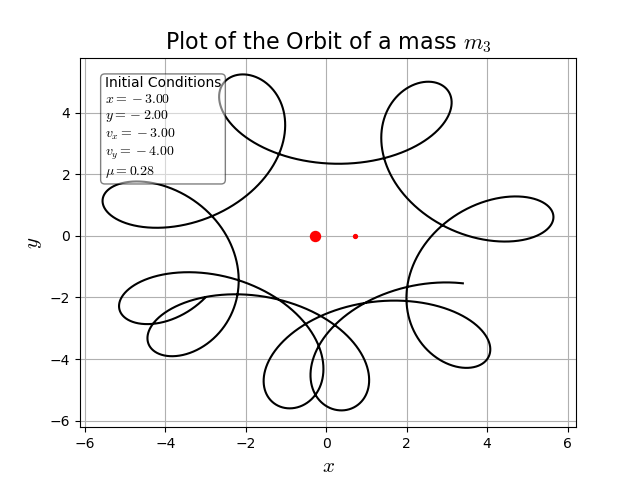 Plot of the Orbit of a mass m₃
Initial Conditions
x = −3.00
y = −2.00
vₓ = −3.00
v_y = −4.00
μ = 0.28
4
2
0
−2
−4
−6
y
−6 −4 −2 0 2 4 6
x